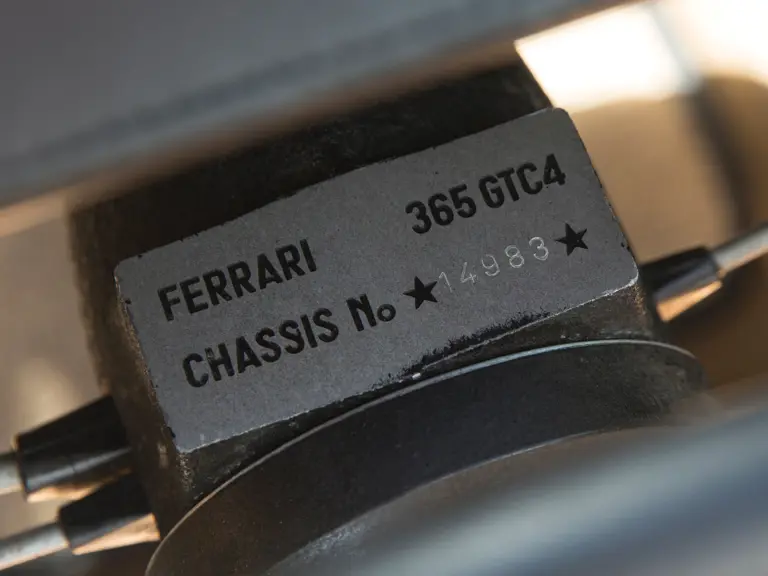 FERRARI 365 GTC4
CHASSIS No ★14983★